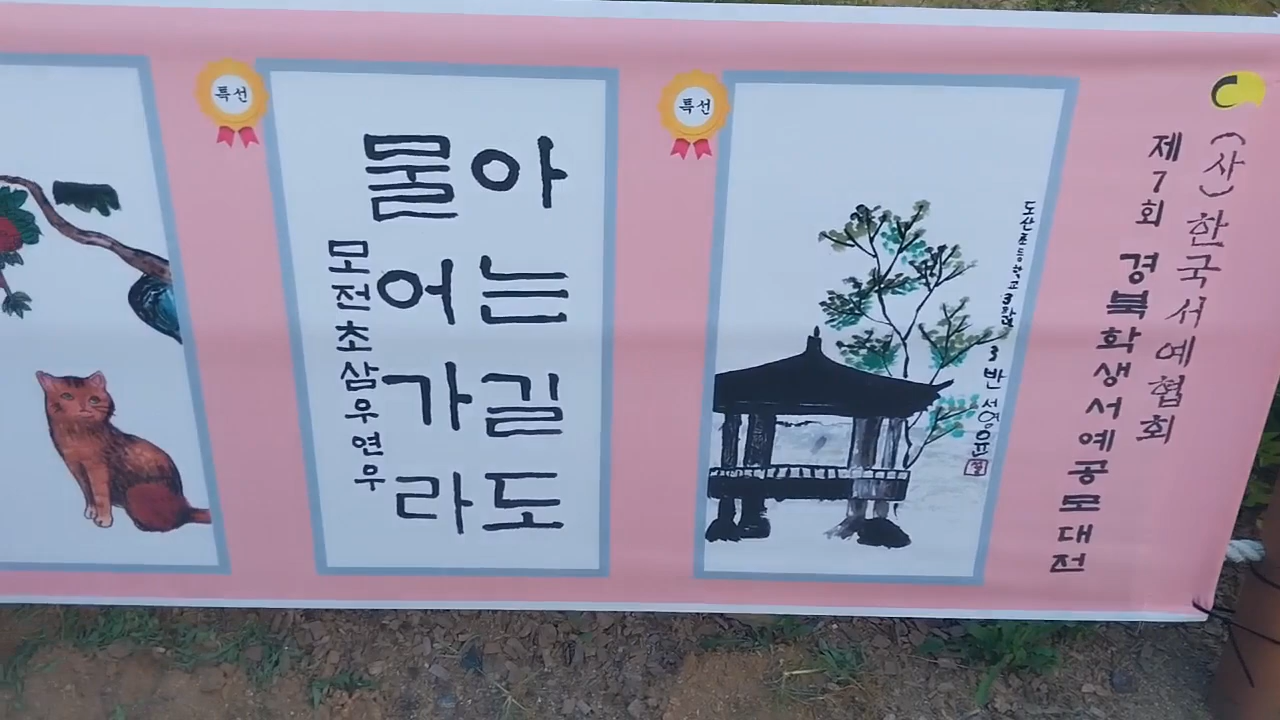 (사) 한국서예협회
제7회 경북학생서예공모대전
특선
도산초등학교 3학년 3반 서영윤
특선
아는길도
물어가라
모전초삼우연우